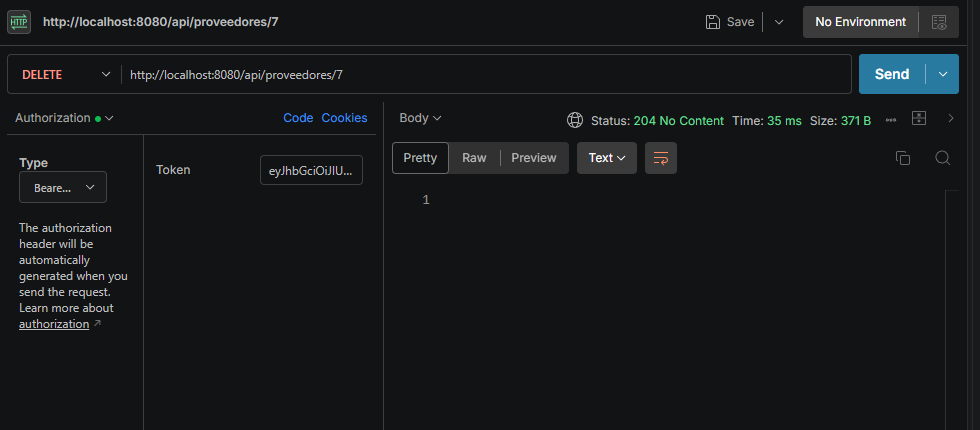 HTTP http://localhost:8080/api/proveedores/7 Save No Environment
DELETE http://localhost:8080/api/proveedores/7 Send
Authorization Code Cookies
Type
Beare...
The authorization
header will be
automatically
generated when you
send the request.
Learn more about
authorization ↗
Token eyJhbGciOiJIU...
Body Status: 204 No Content Time: 35 ms Size: 371 B
Pretty Raw Preview Text
1